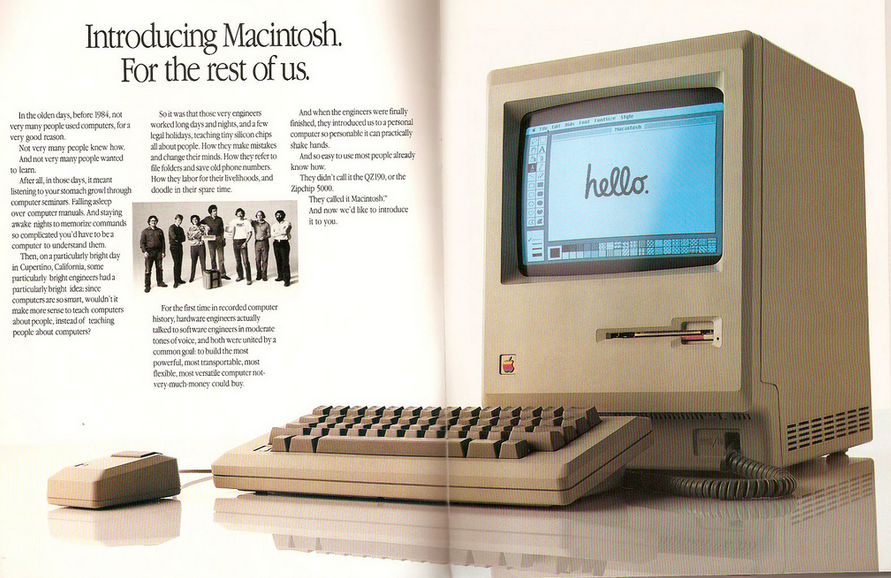 Introducing Macintosh.
For the rest of us.
In the olden days, before 1984, not
very many people used computers, for a
very good reason.
Not very many people knew how.
And not very many people wanted
to learn.
After all, in those days, it meant
listening to your stomach growl through
computer seminars. Falling asleep
over computer manuals. And staying
awake nights to memorize commands
so complicated you'd have to be a
computer to understand them.
Then, on a particularly bright day
in Cupertino, California, some
particularly bright engineers had a
particularly bright idea: since
computers are so smart, wouldn't it
make more sense to teach computers
about people, instead of teaching
people about computers?
So it was that those very engineers
worked long days and nights, and a few
legal holidays, teaching tiny silicon chips
all about people. How they make mistakes
and change their minds. How they refer to
file folders and save old phone numbers.
How they labor for their livelihoods, and
doodle in their spare time.
For the first time in recorded computer
history, hardware engineers actually
talked to software engineers in moderate
tones of voice, and both were united by a
common goal: to build the most
powerful, most transportable, most
flexible, most versatile computer not-
very-much-money could buy.
And when the engineers were finally
finished, they introduced us to a personal
computer so personable it can practically
shake hands.
And so easy to use most people already
know how.
They didn't call it the QZ190, or the
Zipchip 5000.
They called it Macintosh.™
And now we'd like to introduce
it to you.
File Edit Aids Font FontSize Style
Macintosh
hello.